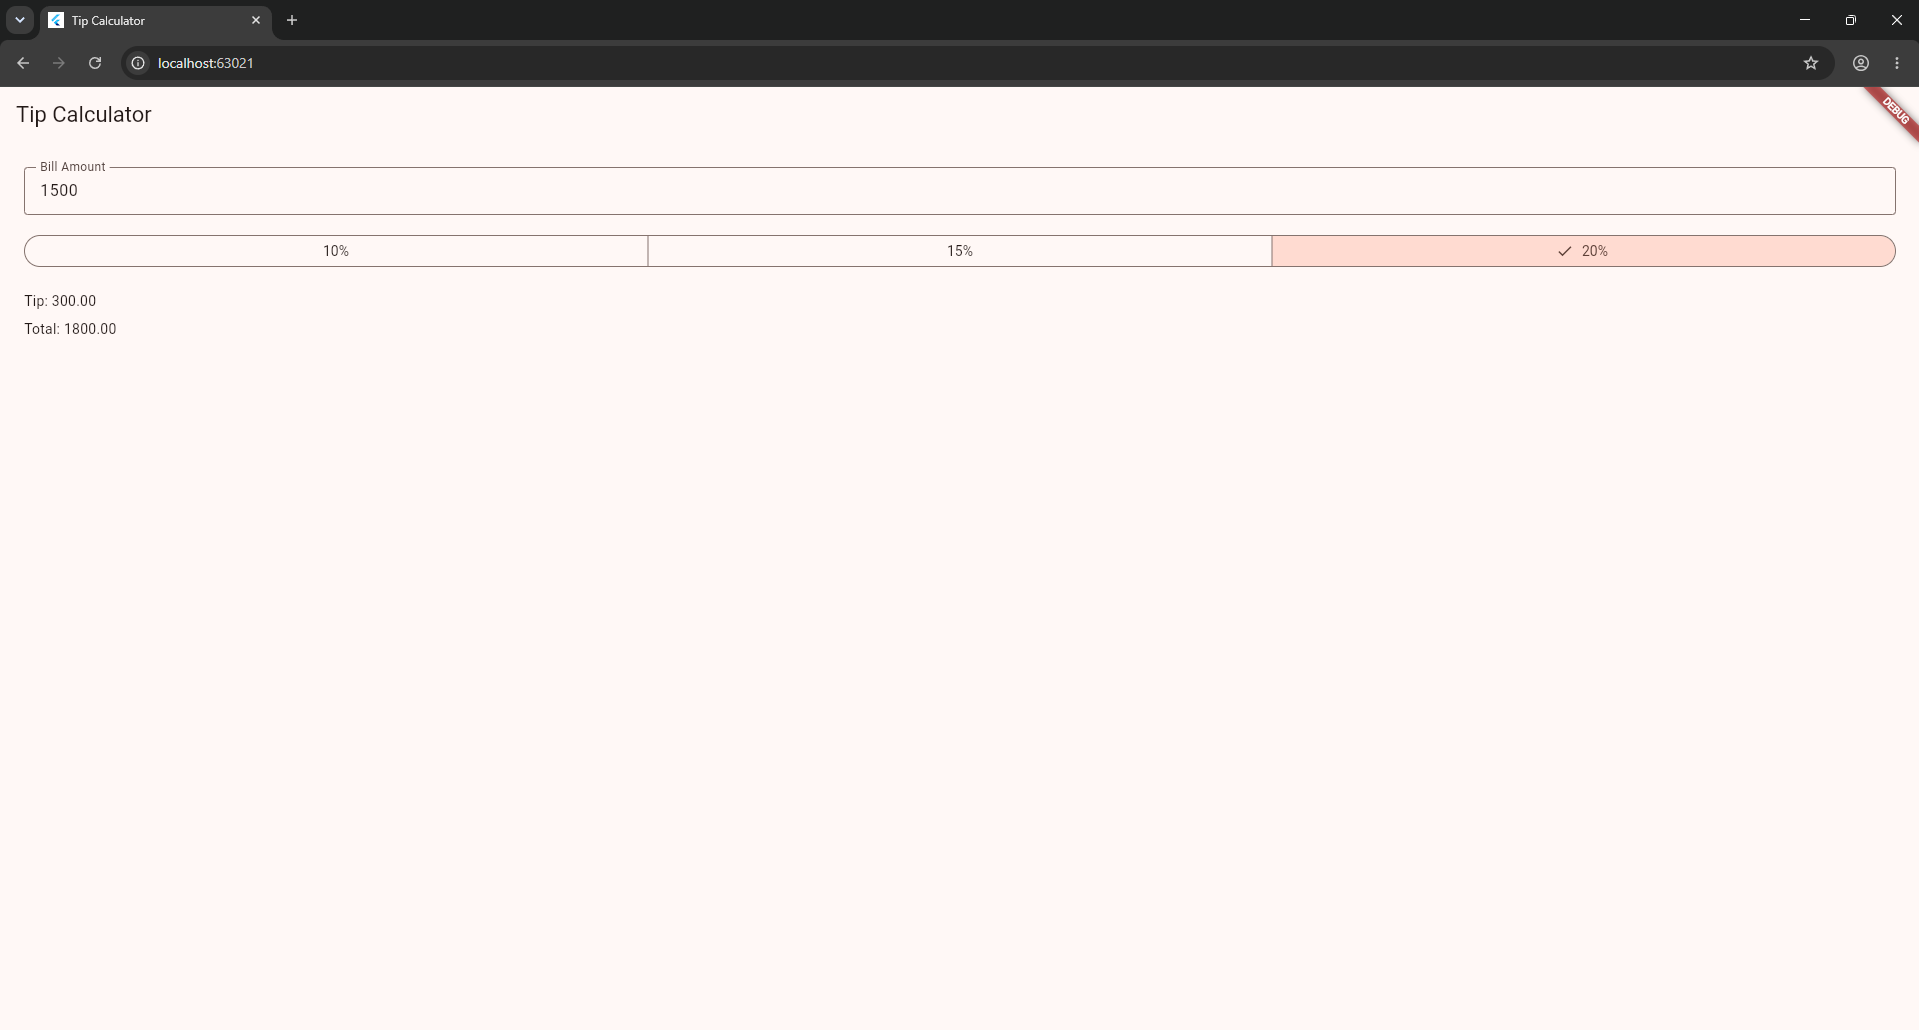 Tip Calculator
localhost:63021
Tip Calculator
DEBUG
Bill Amount
1500
10%
15%
20%
Tip: 300.00
Total: 1800.00